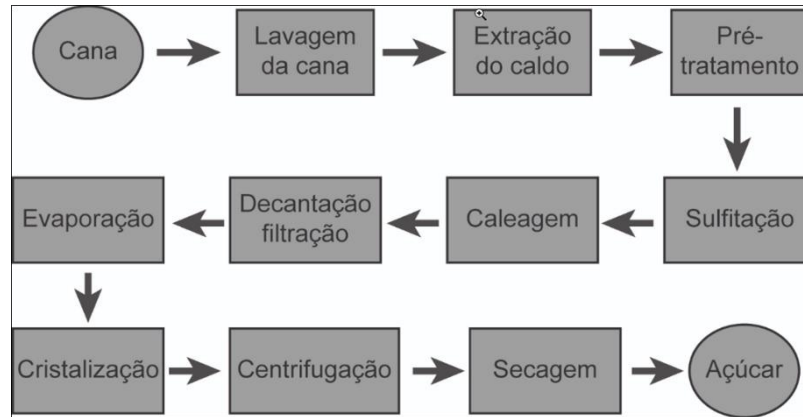 Cana
Lavagem
da cana
Extração
do caldo
Pré-
tratamento
Sulfitação
Caleagem
Decantação
filtração
Evaporação
Cristalização
Centrifugação
Secagem
Açúcar